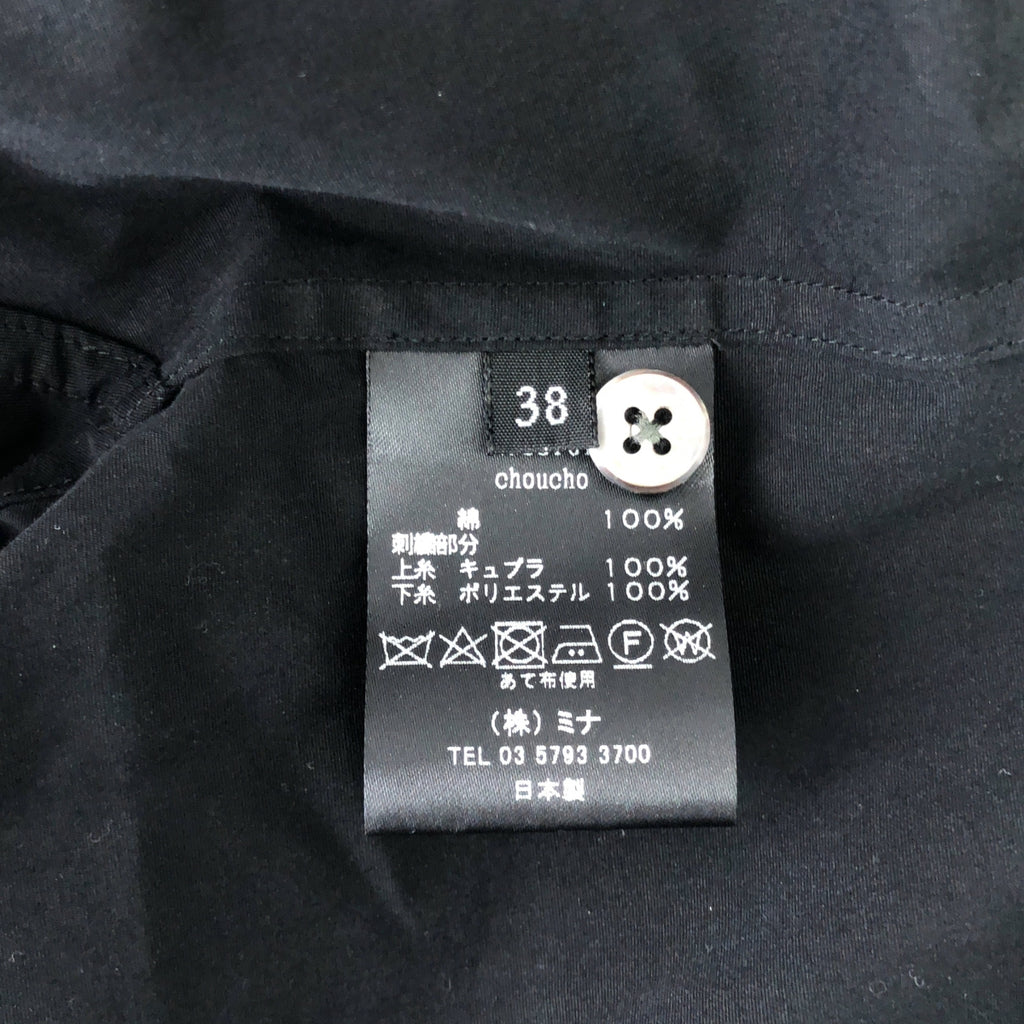 38
choucho
綿 100%
刺繍部分
上糸 キュプラ 100%
下糸 ポリエステル 100%
F W
あて布使用
(株)ミナ
TEL 03 5793 3700
日本製